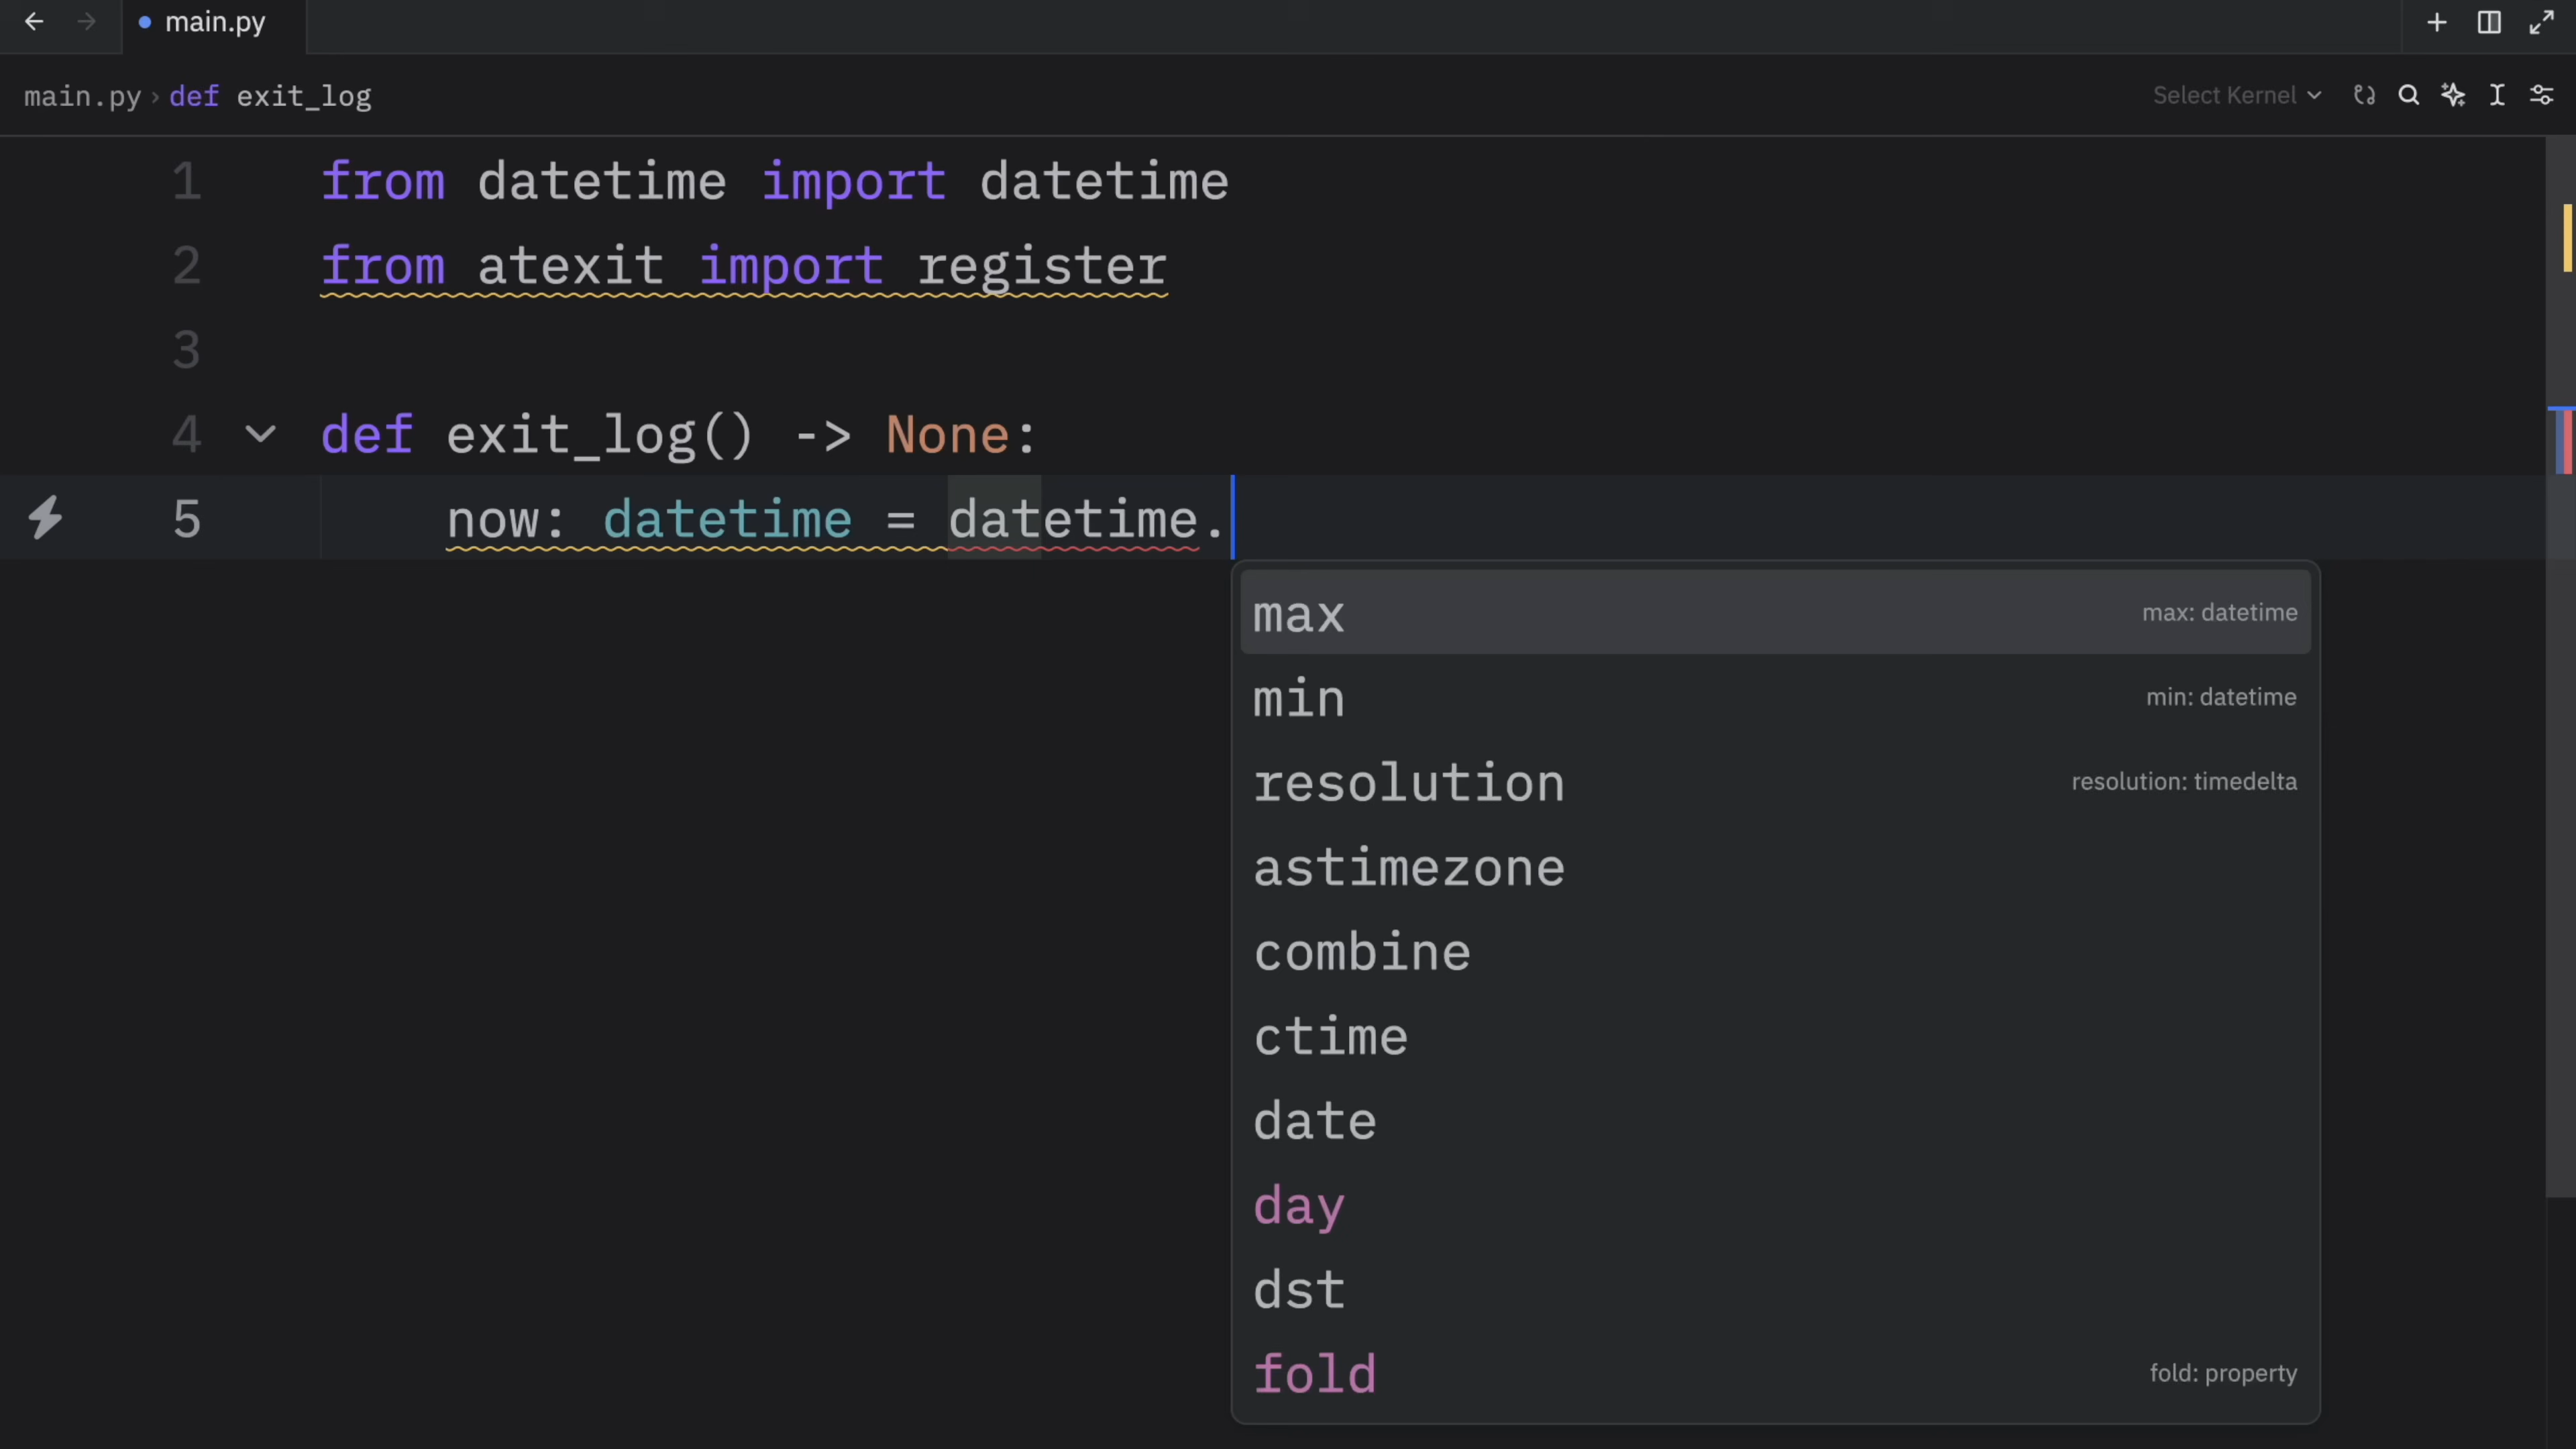 main.py
main.py › def exit_log
Select Kernel
1 from datetime import datetime
2 from atexit import register
3
4 def exit_log() -> None:
5 now: datetime = datetime.
max max: datetime
min min: datetime
resolution resolution: timedelta
astimezone
combine
ctime
date
day
dst
fold fold: property